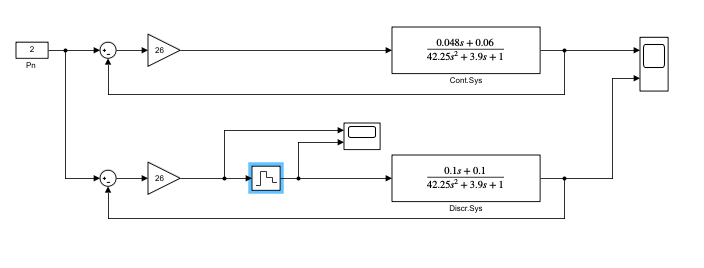 2
Pn
+
-
26
0.048s + 0.06
42.25s² + 3.9s + 1
Cont.Sys
+
-
26
0.1s + 0.1
42.25s² + 3.9s + 1
Discr.Sys